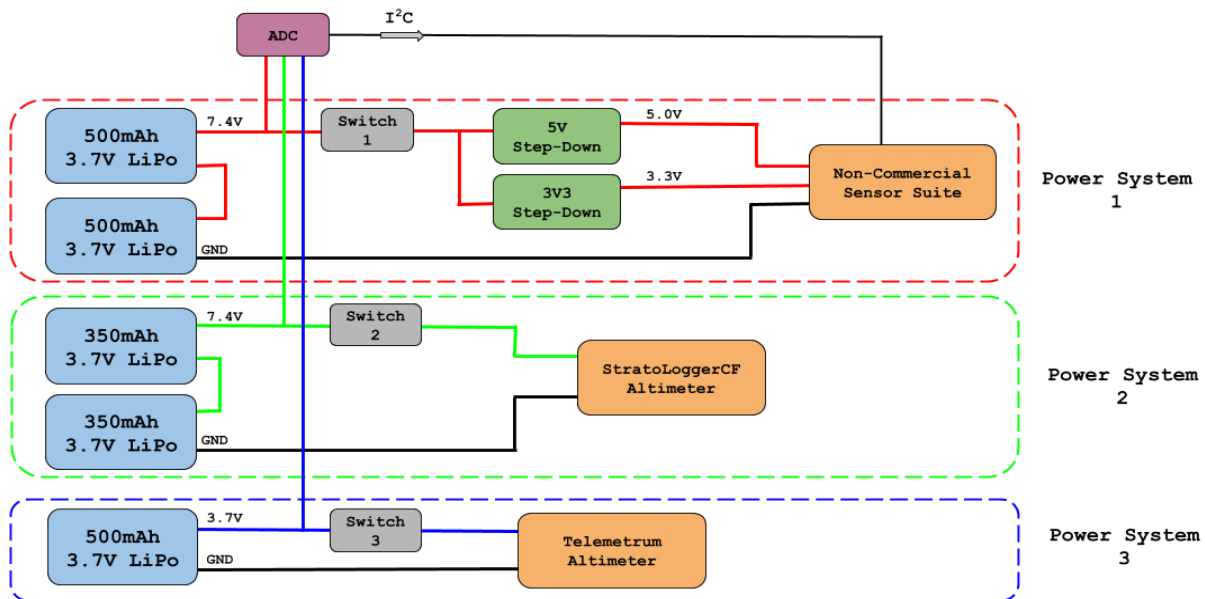 I²C
ADC
7.4V
500mAh
3.7V LiPo
Switch
1
5V
Step-Down
5.0V
3V3
Step-Down
3.3V
Non-Commercial
Sensor Suite
500mAh
3.7V LiPo
GND
Power System
1
7.4V
350mAh
3.7V LiPo
Switch
2
StratoLoggerCF
Altimeter
350mAh
3.7V LiPo
GND
Power System
2
3.7V
500mAh
3.7V LiPo
GND
Switch
3
Telemetrum
Altimeter
Power System
3